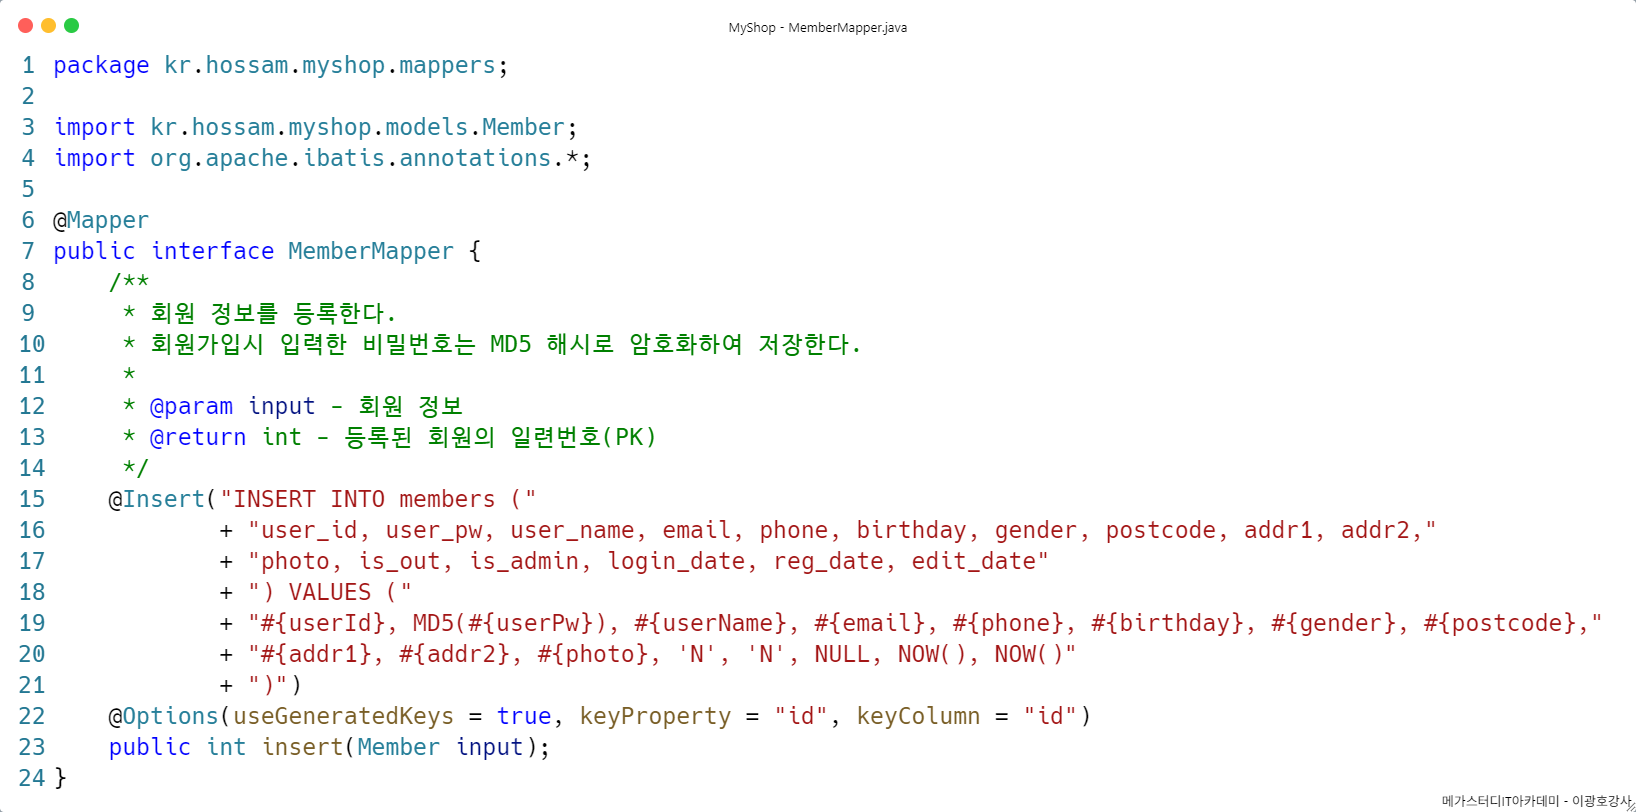 MyShop - MemberMapper.java
1 package kr.hossam.myshop.mappers;
2
3 import kr.hossam.myshop.models.Member;
4 import org.apache.ibatis.annotations.*;
5
6 @Mapper
7 public interface MemberMapper {
8     /**
9      * 회원 정보를 등록한다.
10      * 회원가입시 입력한 비밀번호는 MD5 해시로 암호화하여 저장한다.
11      *
12      * @param input - 회원 정보
13      * @return int - 등록된 회원의 일련번호(PK)
14      */
15     @Insert("INSERT INTO members ("
16             + "user_id, user_pw, user_name, email, phone, birthday, gender, postcode, addr1, addr2,"
17             + "photo, is_out, is_admin, login_date, reg_date, edit_date"
18             + ") VALUES ("
19             + "#{userId}, MD5(#{userPw}), #{userName}, #{email}, #{phone}, #{birthday}, #{gender}, #{postcode},"
20             + "#{addr1}, #{addr2}, #{photo}, 'N', 'N', NULL, NOW(), NOW()"
21             + ")")
22     @Options(useGeneratedKeys = true, keyProperty = "id", keyColumn = "id")
23     public int insert(Member input);
24 }
메가스터디IT아카데미 - 이광호강사